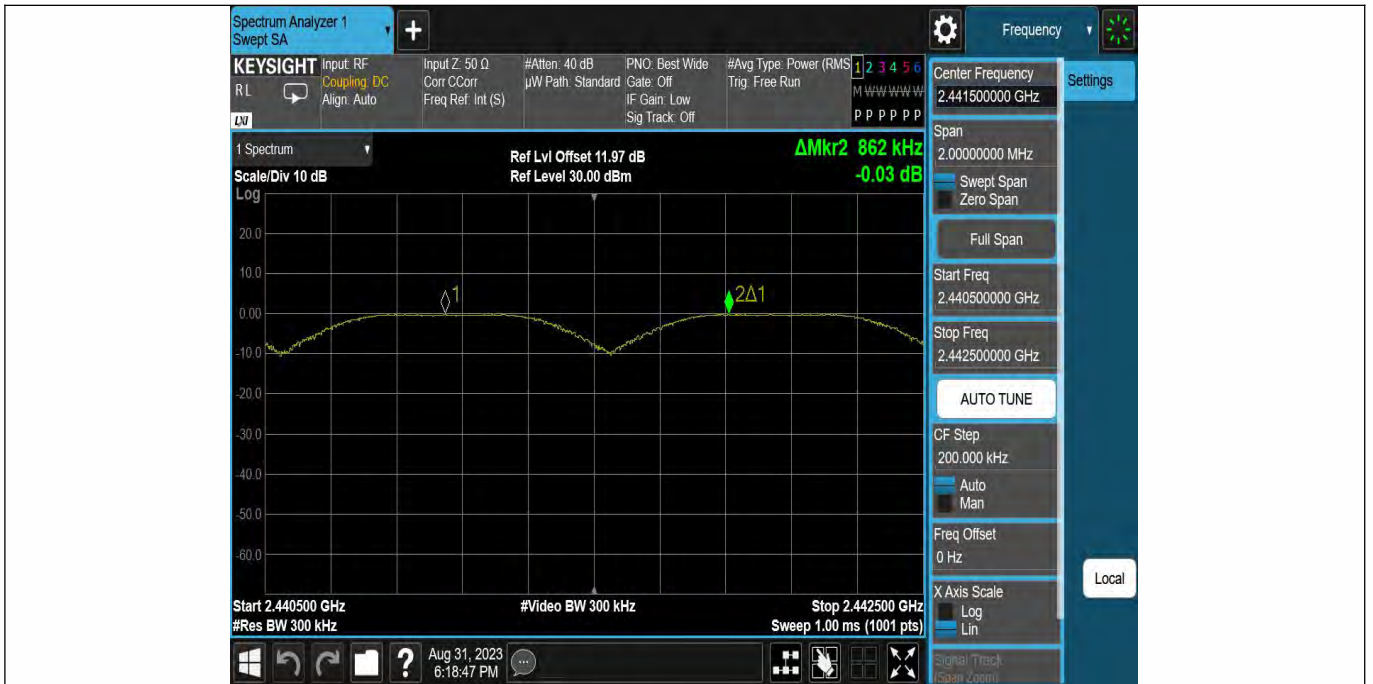 Spectrum Analyzer 1
Swept SA
+
Frequency
KEYSIGHT
RL
LXI
Input: RF
Coupling: DC
Align: Auto
Input Z: 50 Ω
Corr CCorr
Freq Ref: Int (S)
#Atten: 40 dB
µW Path: Standard
PNO: Best Wide
Gate: Off
IF Gain: Low
Sig Track: Off
#Avg Type: Power (RMS
Trig: Free Run
1 2 3 4 5 6
M W W W W W
P P P P P P
Center Frequency
2.441500000 GHz
Settings
Span
2.00000000 MHz
Swept Span
Zero Span
Full Span
Start Freq
2.440500000 GHz
Stop Freq
2.442500000 GHz
AUTO TUNE
CF Step
200.000 kHz
Auto
Man
Freq Offset
0 Hz
X Axis Scale
Log
Lin
Signal Track
(Span Zoom)
Local
1 Spectrum
Scale/Div 10 dB
Log
Ref Lvl Offset 11.97 dB
Ref Level 30.00 dBm
ΔMkr2 862 kHz
-0.03 dB
20.0
10.0
0.00
-10.0
-20.0
-30.0
-40.0
-50.0
-60.0
1
2Δ1
Start 2.440500 GHz
#Res BW 300 kHz
#Video BW 300 kHz
Stop 2.442500 GHz
Sweep 1.00 ms (1001 pts)
?
Aug 31, 2023
6:18:47 PM